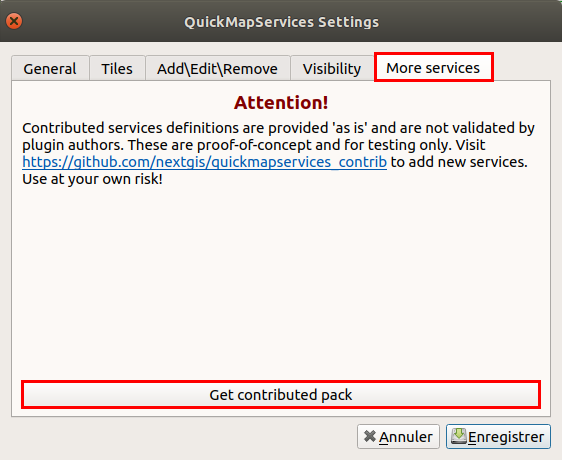 QuickMapServices Settings
General Tiles Add\Edit\Remove Visibility More services
Attention!
Contributed services definitions are provided 'as is' and are not validated by
plugin authors. These are proof-of-concept and for testing only. Visit
https://github.com/nextgis/quickmapservices_contrib to add new services.
Use at your own risk!
Get contributed pack
Annuler Enregistrer